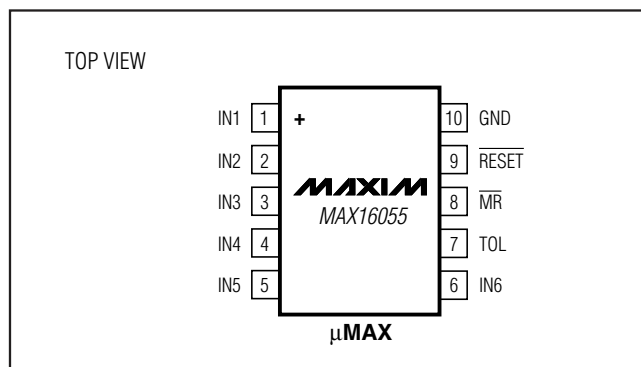 TOP VIEW
IN1 1 + 10 GND
IN2 2 9 RESET
MAXIM
IN3 3 8 MR
MAX16055
IN4 4 7 TOL
IN5 5 6 IN6
µMAX